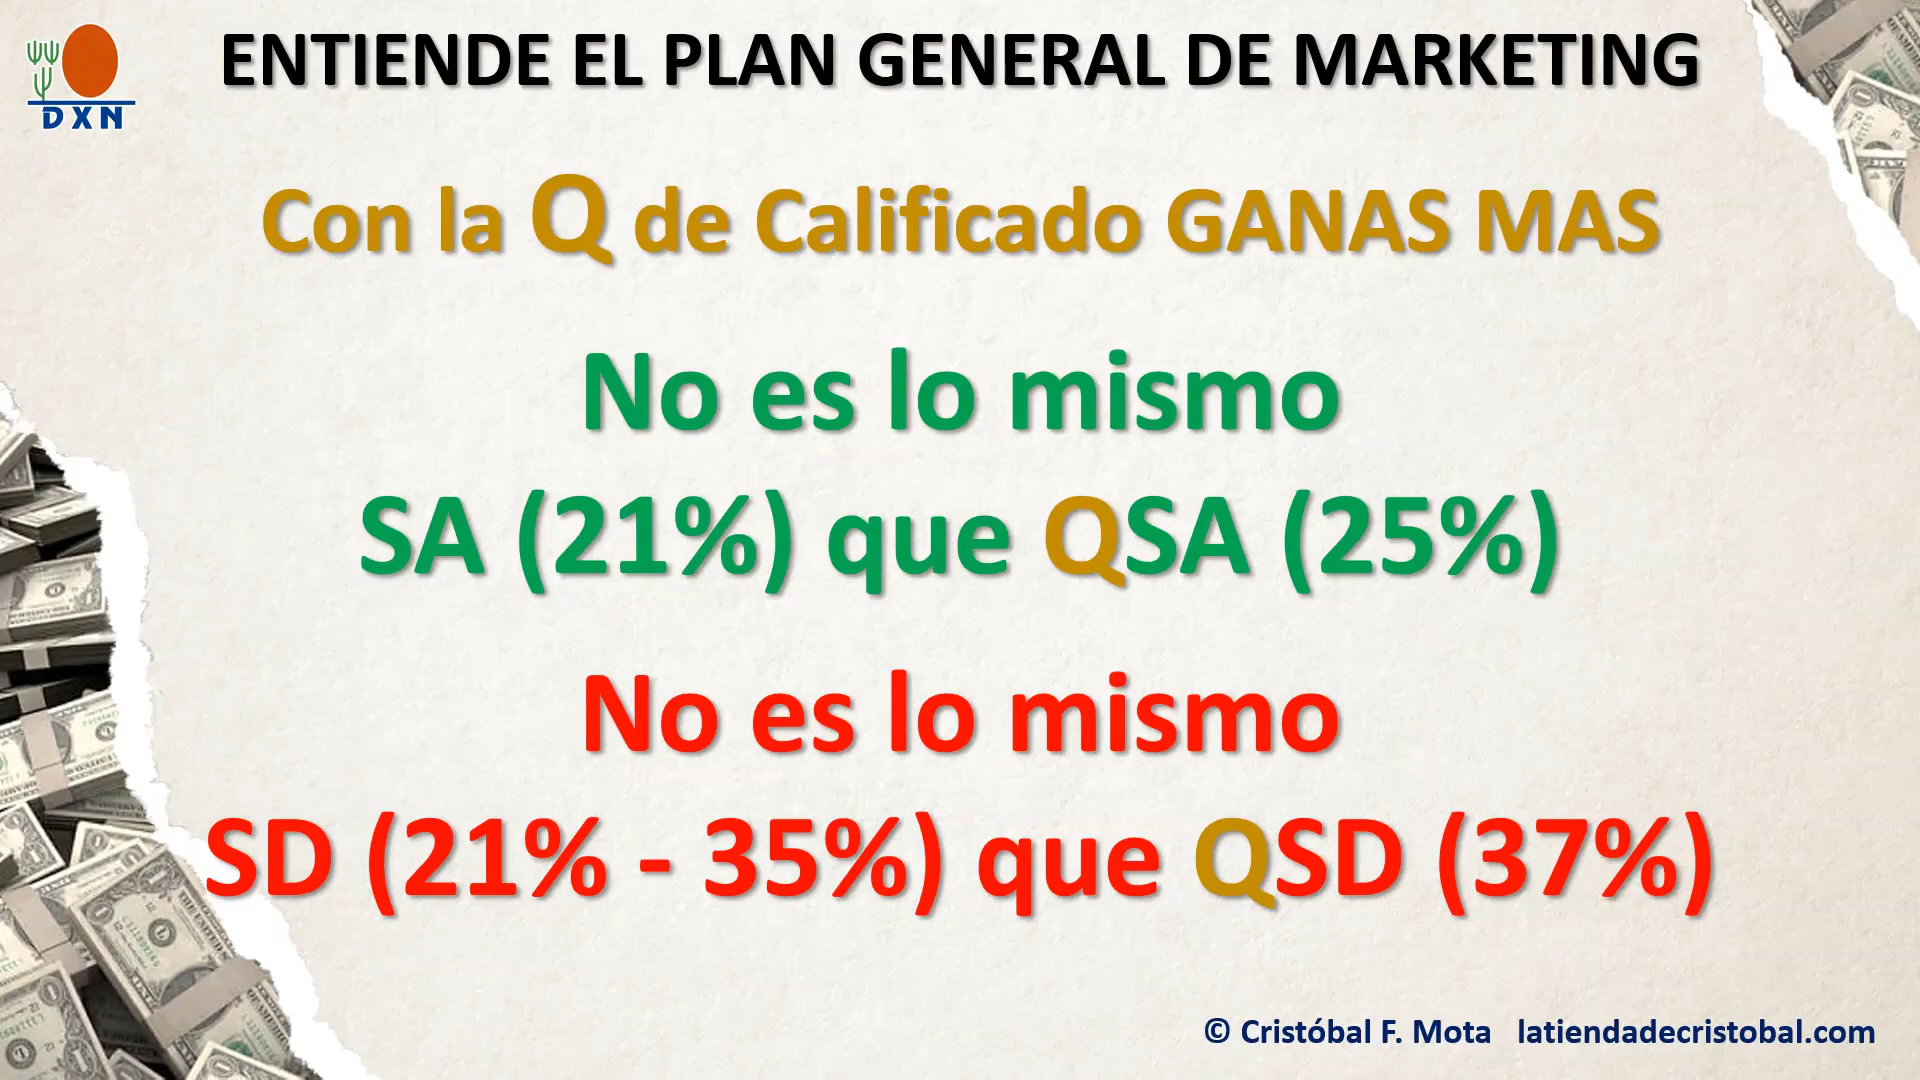 DXN
ENTIENDE EL PLAN GENERAL DE MARKETING
Con la Q de Calificado GANAS MAS
No es lo mismo
SA (21%) que QSA (25%)
No es lo mismo
SD (21% - 35%) que QSD (37%)
© Cristóbal F. Mota latiendadecristobal.com